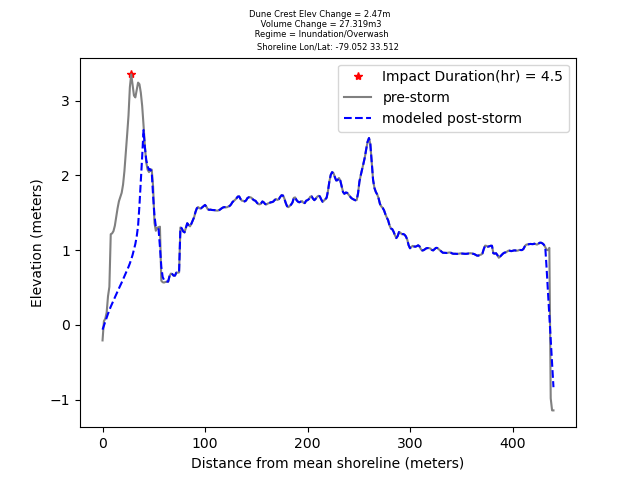 Dune Crest Elev Change = 2.47m
Volume Change = 27.319m3
Regime = Inundation/Overwash
Shoreline Lon/Lat: -79.052 33.512
Impact Duration(hr) = 4.5
pre-storm
modeled post-storm
Elevation (meters)
3
2
1
0
−1
0 100 200 300 400
Distance from mean shoreline (meters)